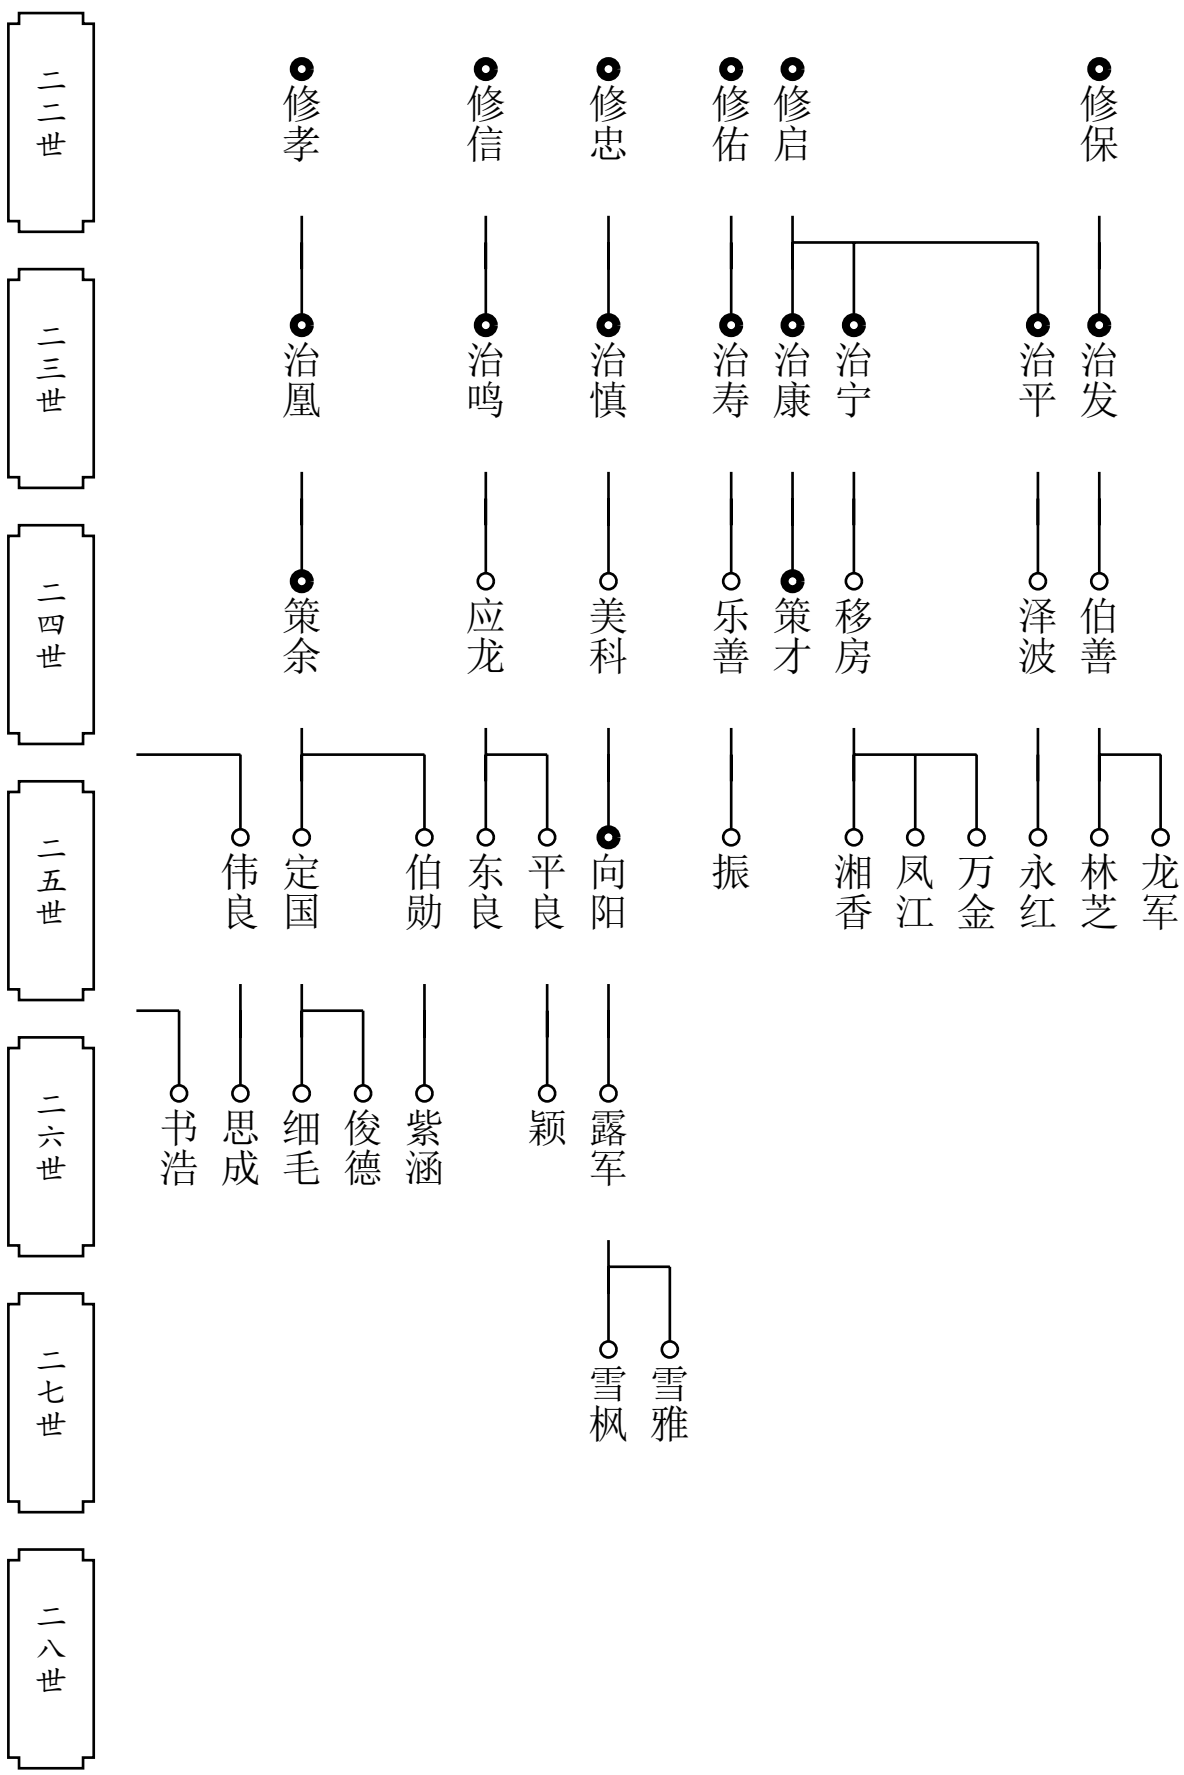 二二世
修保
修启
修佑
修忠
修信
修孝
二三世
治发
治平
治宁
治康
治寿
治慎
治鸣
治凰
二四世
伯善
泽波
移房
策才
乐善
美科
应龙
策余
二五世
龙军
林芝
永红
万金
凤江
湘香
振
向阳
平良
东良
伯勋
定国
伟良
二六世
露军
颖
紫涵
俊德
细毛
思成
书浩
二七世
雪雅
雪枫
二八世